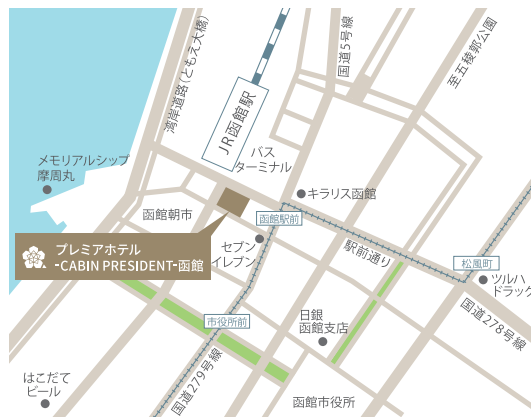 湾岸道路(ともえ大橋)
国道5号線
至五稜郭公園
JR函館駅
バス
ターミナル
メモリアルシップ
摩周丸
キラリス函館
函館朝市
函館駅前
プレミアホテル
-CABIN PRESIDENT-函館
セブン
イレブン
駅前通り
松風町
ツルハ
ドラッグ
市役所前
日銀
函館支店
国道278号線
国道279号線
はこだて
ビール
函館市役所